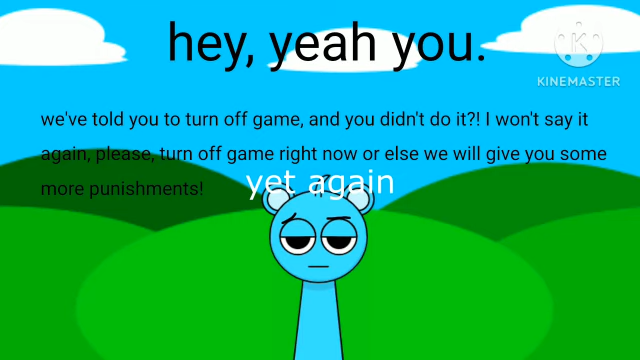 hey, yeah you.
KINEMASTER
we've told you to turn off game, and you didn't do it?! I won't say it
again, please, turn off game right now or else we will give you some
more punishments!
yet again